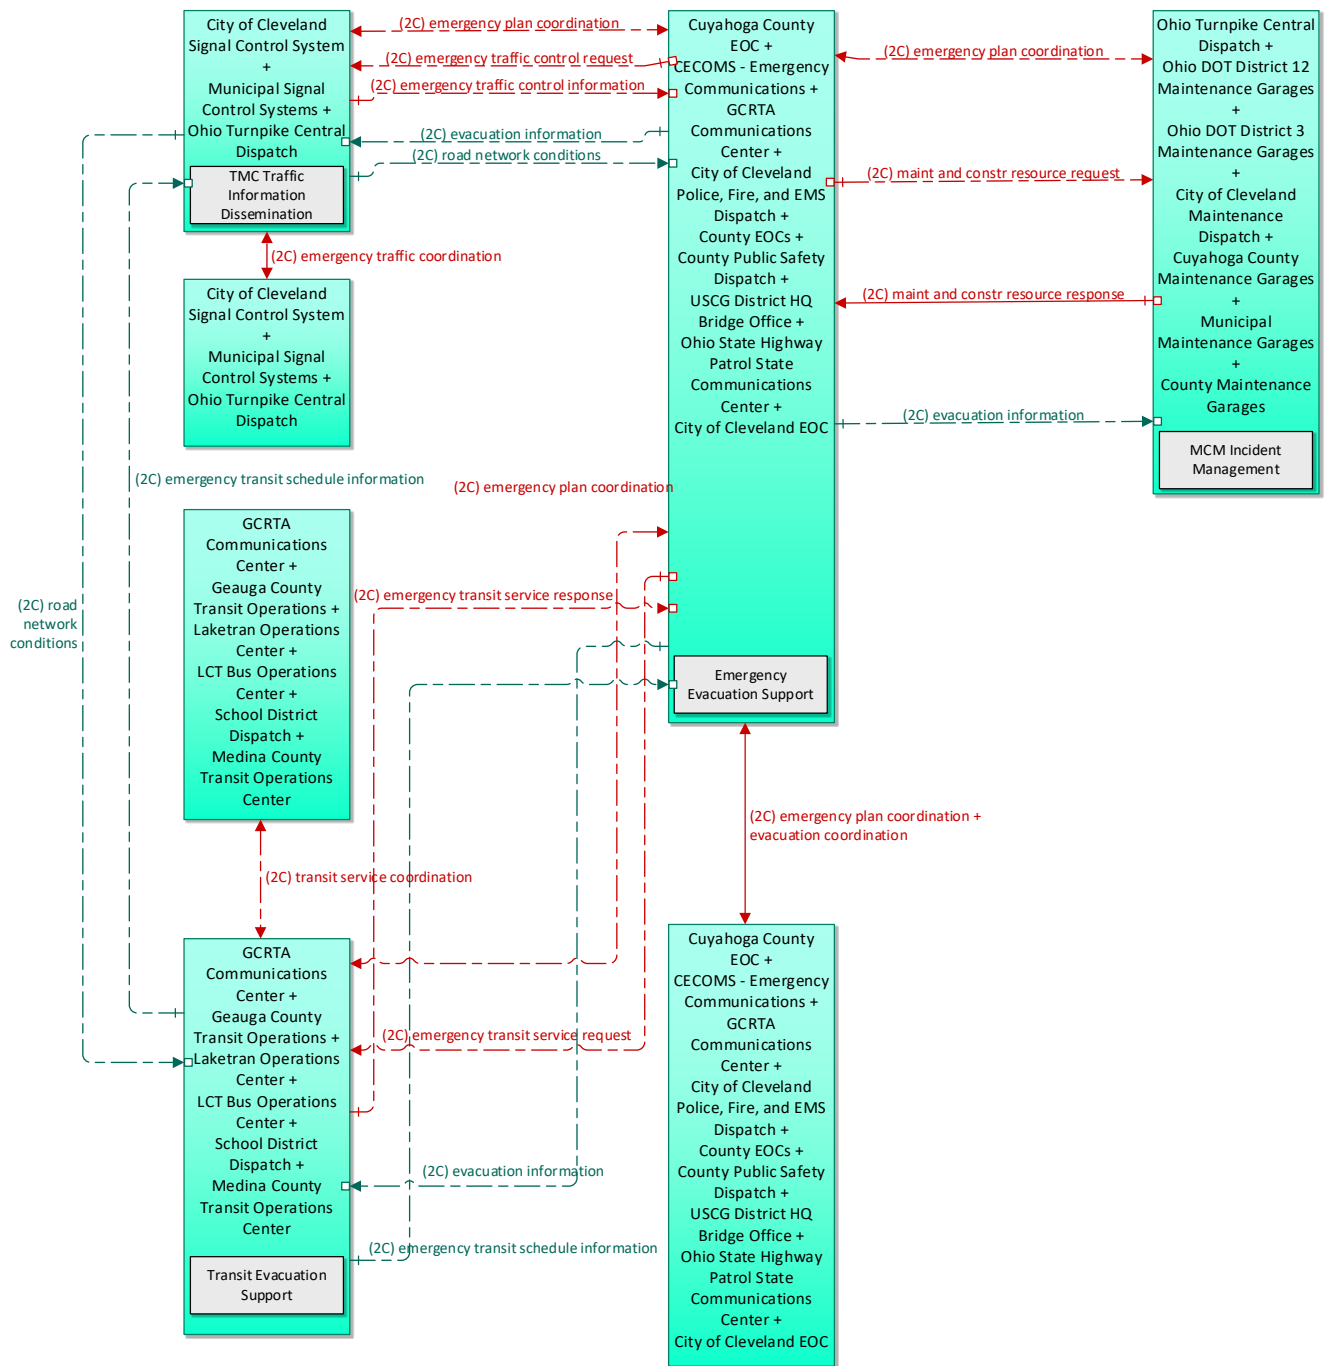 City of Cleveland
Signal Control System
+
Municipal Signal
Control Systems +
Ohio Turnpike Central
Dispatch
TMC Traffic
Information
Dissemination
(2C) emergency plan coordination
(2C) emergency traffic control request
(2C) emergency traffic control information
(2C) evacuation information
(2C) road network conditions
Cuyahoga County
EOC +
CECOMS - Emergency
Communications +
GCRTA
Communications
Center +
City of Cleveland
Police, Fire, and EMS
Dispatch +
County EOCs +
County Public Safety
Dispatch +
USCG District HQ
Bridge Office +
Ohio State Highway
Patrol State
Communications
Center +
City of Cleveland EOC
Emergency
Evacuation Support
(2C) emergency plan coordination
(2C) maint and constr resource request
(2C) maint and constr resource response
(2C) evacuation information
Ohio Turnpike Central
Dispatch +
Ohio DOT District 12
Maintenance Garages
+
Ohio DOT District 3
Maintenance Garages
+
City of Cleveland
Maintenance
Dispatch +
Cuyahoga County
Maintenance Garages
+
Municipal
Maintenance Garages
+
County Maintenance
Garages
MCM Incident
Management
(2C) emergency traffic coordination
City of Cleveland
Signal Control System
+
Municipal Signal
Control Systems +
Ohio Turnpike Central
Dispatch
(2C) emergency transit schedule information
(2C) emergency plan coordination
(2C) road
network
conditions
GCRTA
Communications
Center +
Geauga County
Transit Operations +
Laketran Operations
Center +
LCT Bus Operations
Center +
School District
Dispatch +
Medina County
Transit Operations
Center
(2C) emergency transit service response
(2C) emergency plan coordination +
evacuation coordination
(2C) transit service coordination
GCRTA
Communications
Center +
Geauga County
Transit Operations +
Laketran Operations
Center +
LCT Bus Operations
Center +
School District
Dispatch +
Medina County
Transit Operations
Center
Transit Evacuation
Support
(2C) emergency transit service request
(2C) evacuation information
(2C) emergency transit schedule information
Cuyahoga County
EOC +
CECOMS - Emergency
Communications +
GCRTA
Communications
Center +
City of Cleveland
Police, Fire, and EMS
Dispatch +
County EOCs +
County Public Safety
Dispatch +
USCG District HQ
Bridge Office +
Ohio State Highway
Patrol State
Communications
Center +
City of Cleveland EOC